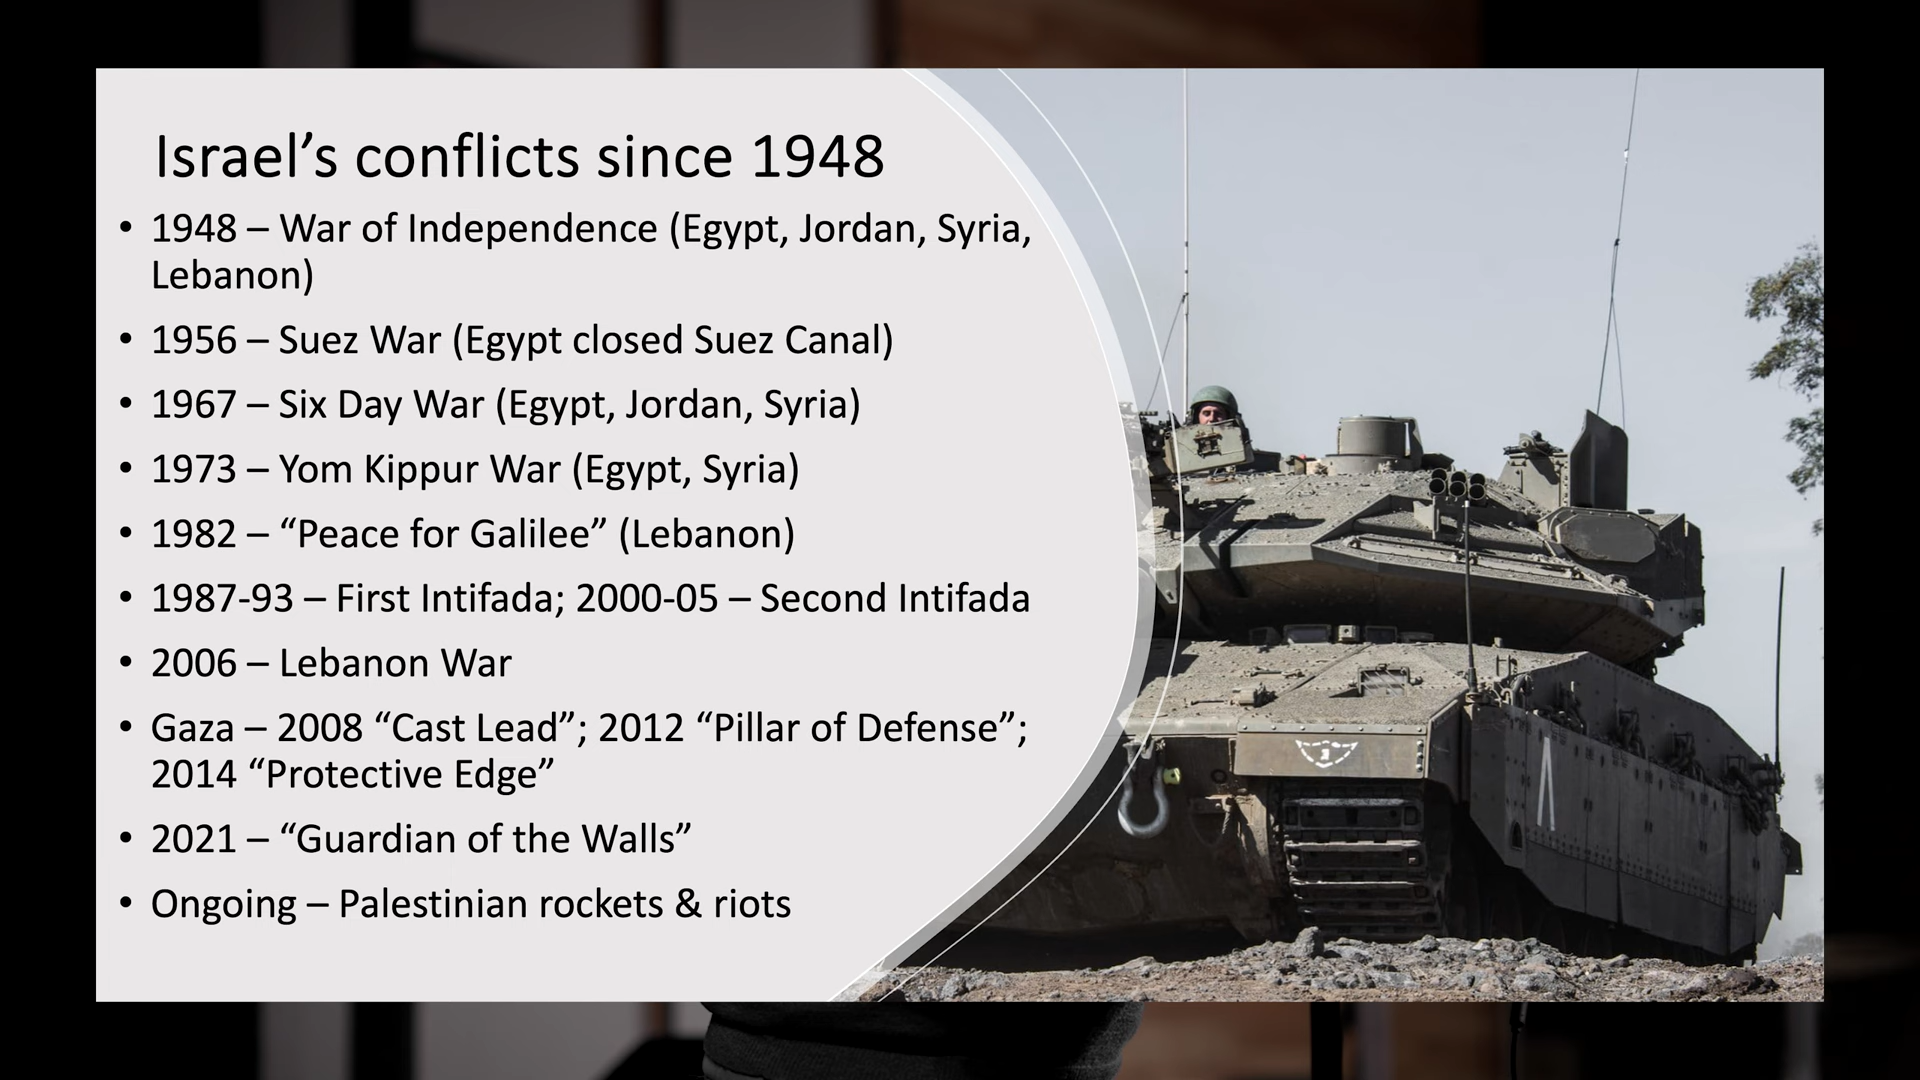 Israel’s conflicts since 1948
• 1948 – War of Independence (Egypt, Jordan, Syria,
Lebanon)
• 1956 – Suez War (Egypt closed Suez Canal)
• 1967 – Six Day War (Egypt, Jordan, Syria)
• 1973 – Yom Kippur War (Egypt, Syria)
• 1982 – “Peace for Galilee” (Lebanon)
• 1987-93 – First Intifada; 2000-05 – Second Intifada
• 2006 – Lebanon War
• Gaza – 2008 “Cast Lead”; 2012 “Pillar of Defense”;
2014 “Protective Edge”
• 2021 – “Guardian of the Walls”
• Ongoing – Palestinian rockets & riots